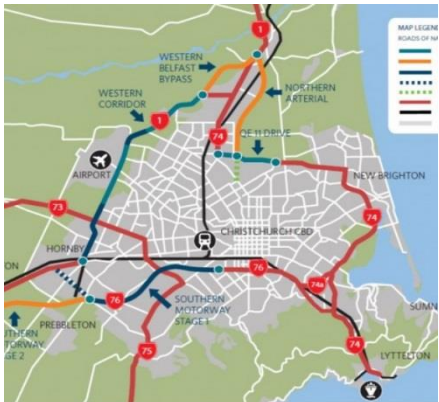 1
MAP LEGEND
ROADS OF NA
WESTERN
BELFAST
BYPASS
WESTERN
CORRIDOR
NORTHERN
ARTERIAL
1
74
QE 11 DRIVE
AIRPORT
NEW BRIGHTON
73
74
CHRISTCHURCH CBD
HORNBY
ON
76
74a
76
SOUTHERN
MOTORWAY
STAGE 1
SUMN
PREBBLETON
UTHERN
TORWAY
GE 2
75
74
LYTTELTON